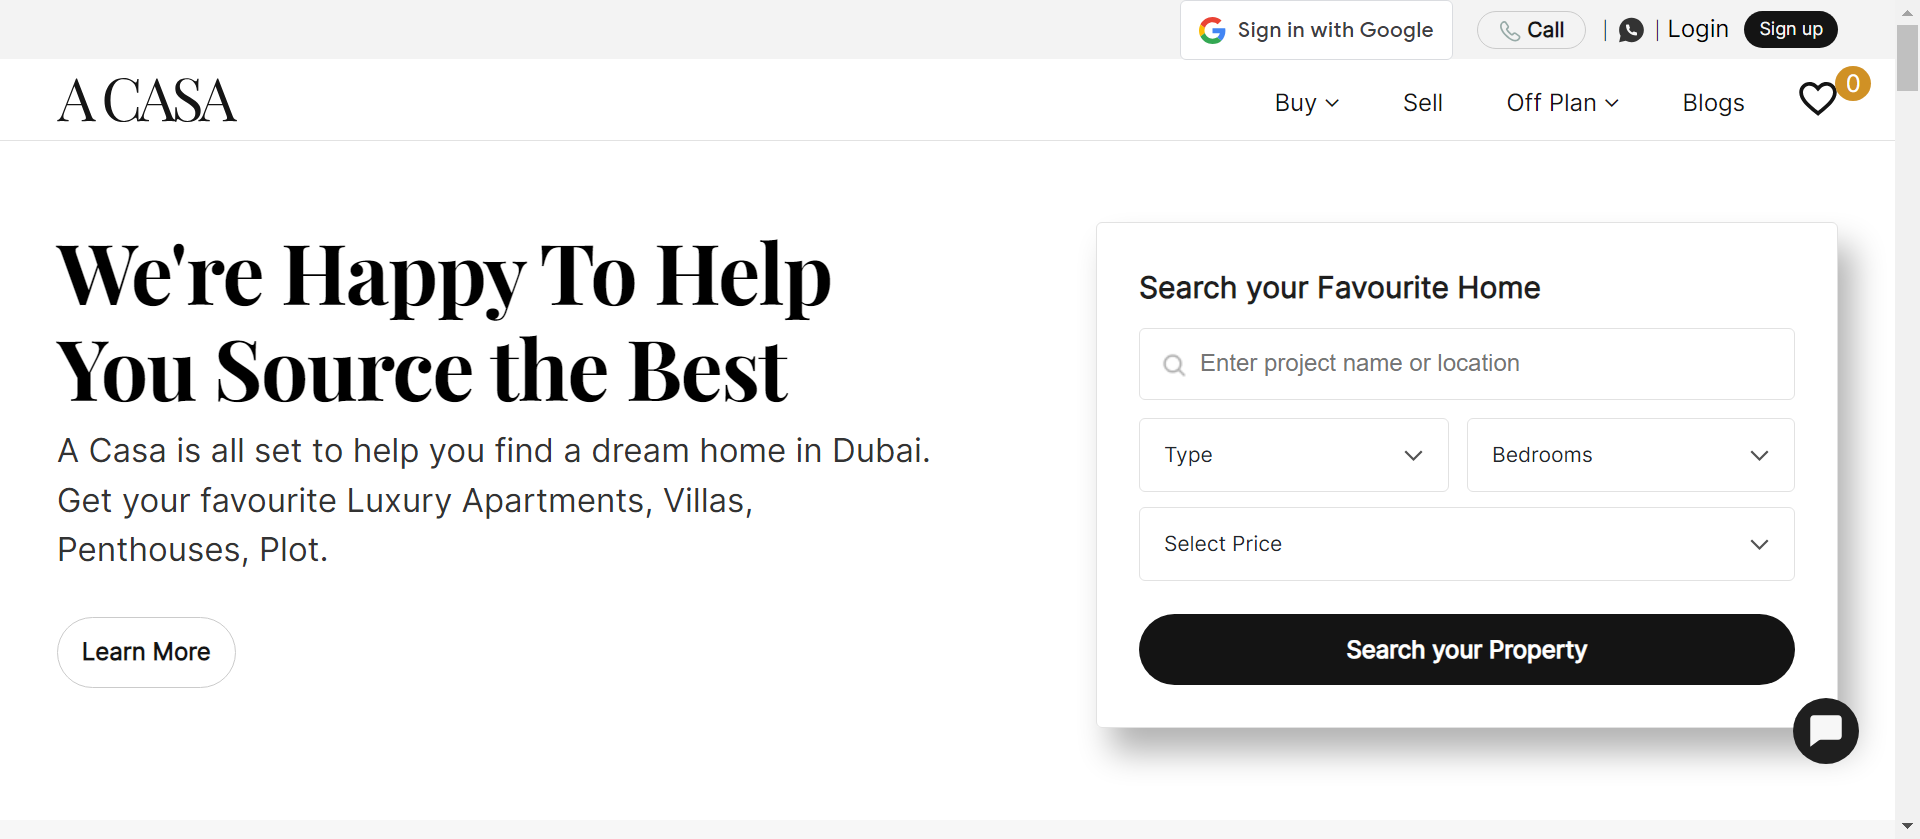 Sign in with Google
Call
|
|
Login
Sign up
A CASA
Buy
Sell
Off Plan
Blogs
0
We're Happy To Help
You Source the Best
A Casa is all set to help you find a dream home in Dubai.
Get your favourite Luxury Apartments, Villas,
Penthouses, Plot.
Learn More
Search your Favourite Home
Enter project name or location
Type
Bedrooms
Select Price
Search your Property